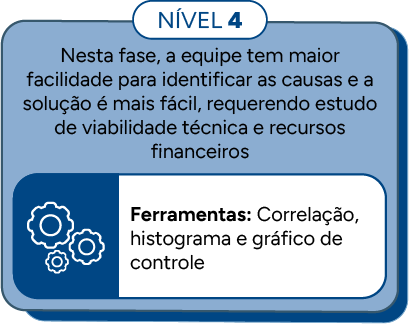 NÍVEL 4
Nesta fase, a equipe tem maior
facilidade para identificar as causas e a
solução é mais fácil, requerendo estudo
de viabilidade técnica e recursos
financeiros
Ferramentas: Correlação,
histograma e gráfico de
controle